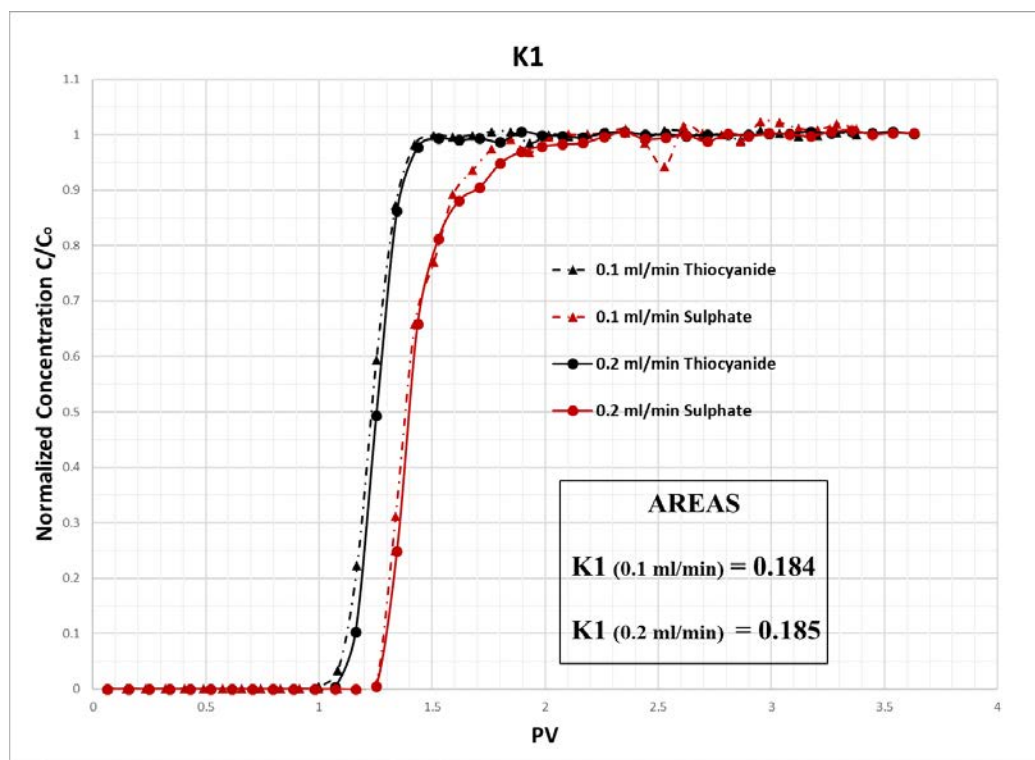 K1
Normalized Concentration C/Co
1.1
1
0.9
0.8
0.7
0.6
0.5
0.4
0.3
0.2
0.1
0
0.1 ml/min Thiocyanide
0.1 ml/min Sulphate
0.2 ml/min Thiocyanide
0.2 ml/min Sulphate
AREAS
K1 (0.1 ml/min) = 0.184
K1 (0.2 ml/min) = 0.185
0 0.5 1 1.5 2 2.5 3 3.5 4
PV